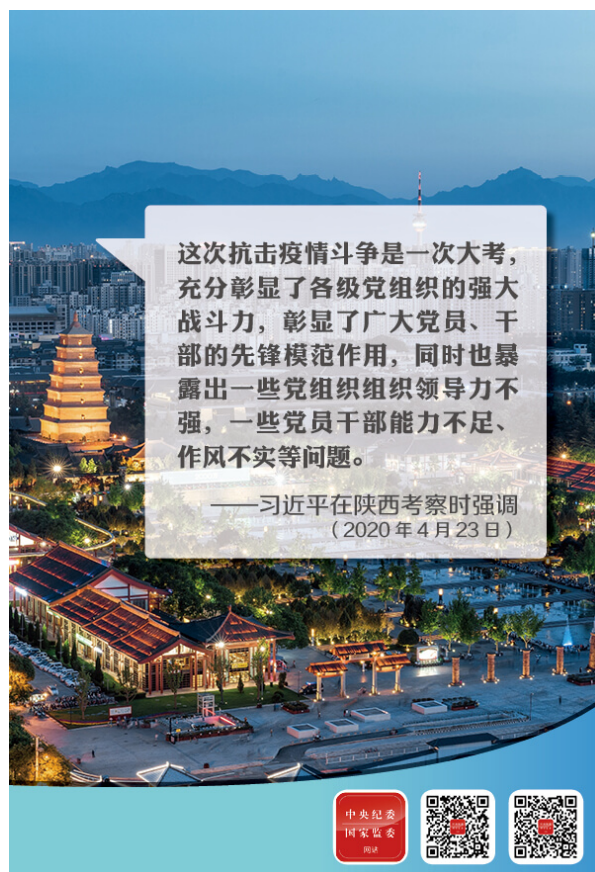 这次抗击疫情斗争是一次大考，
充分彰显了各级党组织的强大
战斗力，彰显了广大党员、干
部的先锋模范作用，同时也暴
露出一些党组织组织领导力不
强，一些党员干部能力不足、
作风不实等问题。
——习近平在陕西考察时强调
（2020年4月23日）
中央纪委
国家监委
网站